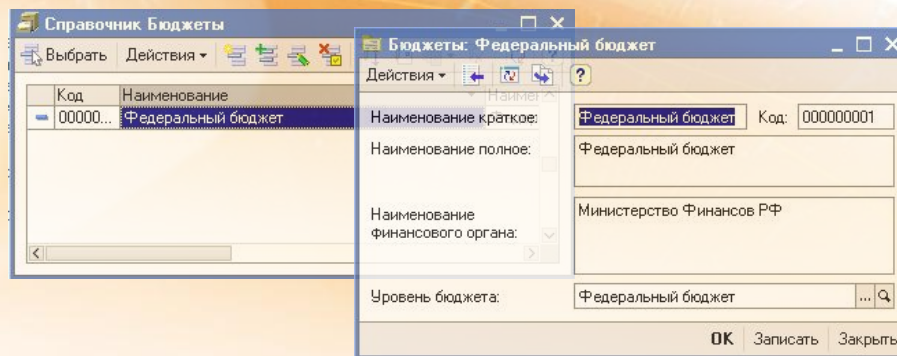 Справочник Бюджеты
Выбрать Действия
Код Наименование
00000... Федеральный бюджет
Бюджеты: Федеральный бюджет
Действия
Наименование краткое: Федеральный бюджет Код: 000000001
Наименование полное: Федеральный бюджет
Наименование финансового органа: Министерство Финансов РФ
Уровень бюджета: Федеральный бюджет ...
OK Записать Закрыть